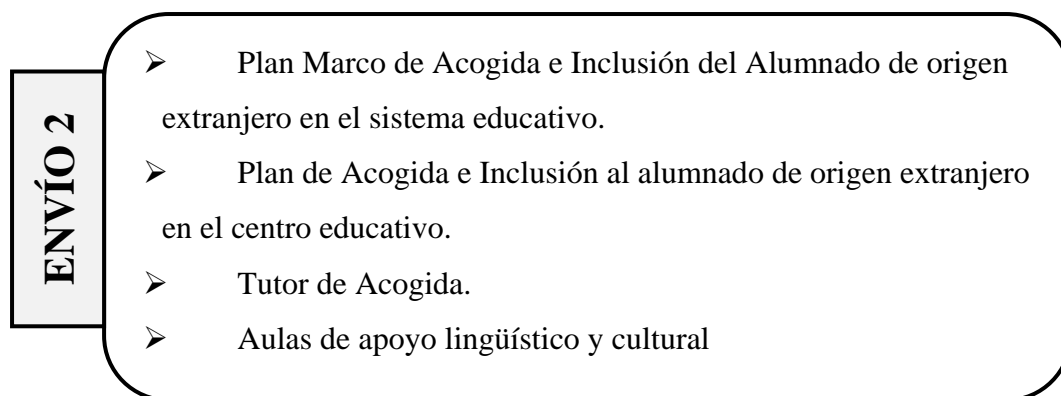 ENVÍO 2
➢ Plan Marco de Acogida e Inclusión del Alumnado de origen
extranjero en el sistema educativo.
➢ Plan de Acogida e Inclusión al alumnado de origen extranjero
en el centro educativo.
➢ Tutor de Acogida.
➢ Aulas de apoyo lingüístico y cultural